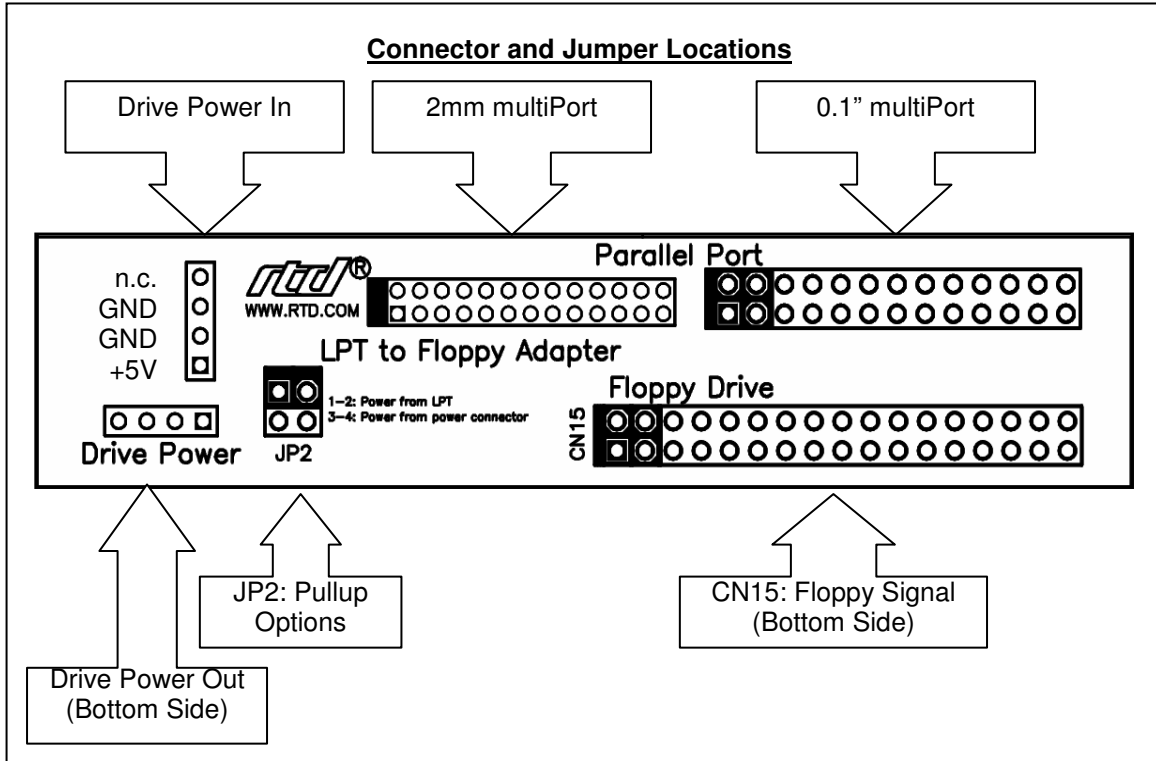 Connector and Jumper Locations
Drive Power In
2mm multiPort
0.1” multiPort
n.c.
GND
GND
+5V
rtd®
WWW.RTD.COM
Parallel Port
LPT to Floppy Adapter
1-2: Power from LPT
3-4: Power from power connector
JP2
Drive Power
Floppy Drive
CN15
JP2: Pullup
Options
CN15: Floppy Signal
(Bottom Side)
Drive Power Out
(Bottom Side)